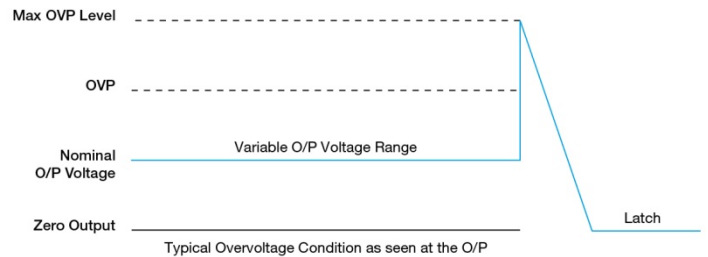 Max OVP Level
OVP
Variable O/P Voltage Range
Nominal
O/P Voltage
Zero Output
Latch
Typical Overvoltage Condition as seen at the O/P